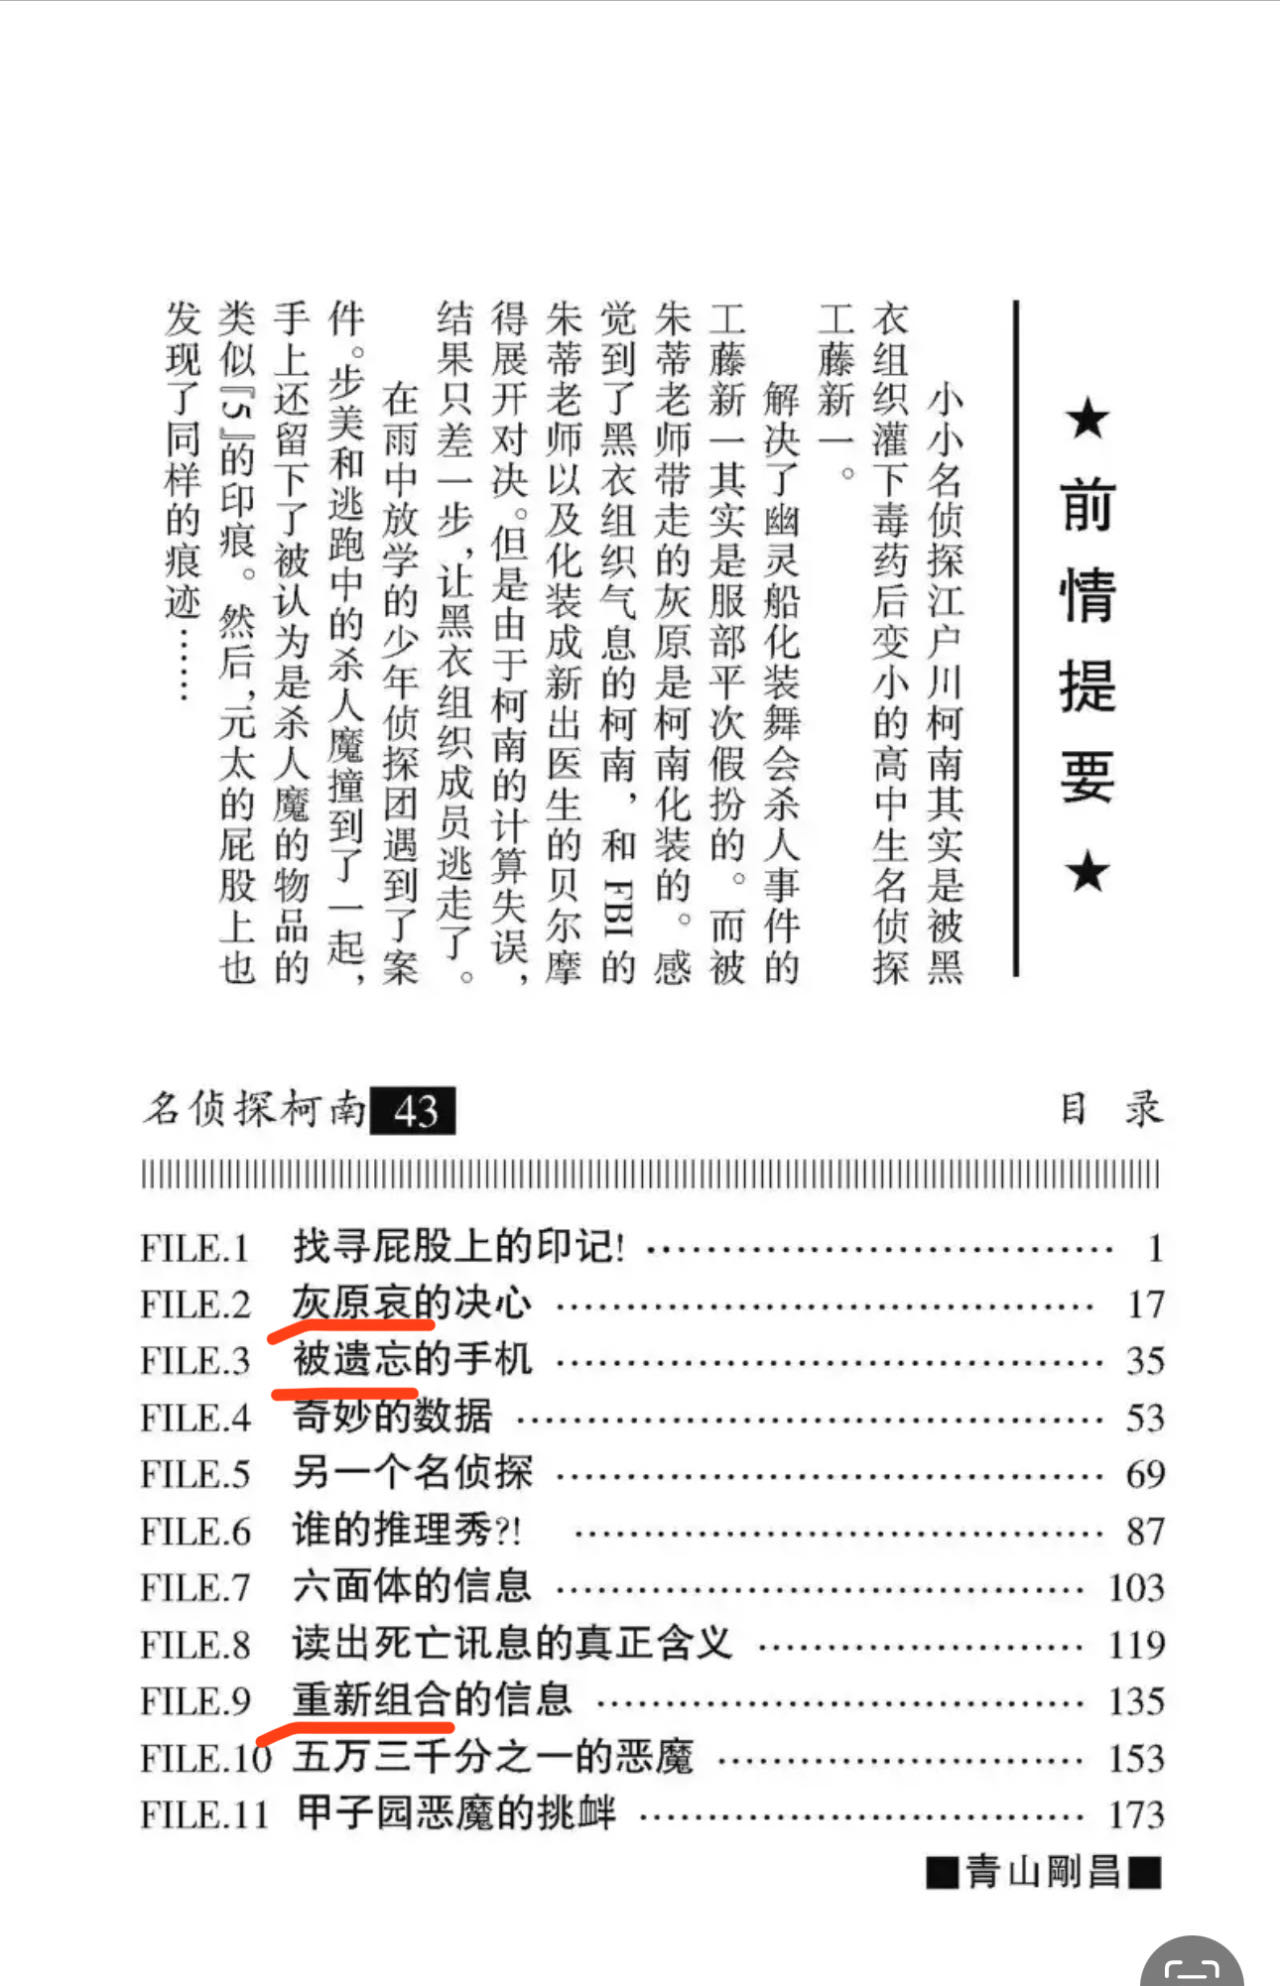 ★前情提要★
小小名侦探江户川柯南其实是被黑
衣组织灌下毒药后变小的高中生名侦探
工藤新一。
解决了幽灵船化装舞会杀人事件的
工藤新一其实是服部平次假扮的。而被
朱蒂老师带走的灰原是柯南化装的。感
觉到了黑衣组织气息的柯南，和FBI的
朱蒂老师以及化装成新出医生的贝尔摩
得展开对决。但是由于柯南的计算失误，
结果只差一步，让黑衣组织成员逃走了。
在雨中放学的少年侦探团遇到了案
件。步美和逃跑中的杀人魔撞到了一起，
手上还留下了被认为是杀人魔的物品的
类似『5』的印痕。然后，元太的屁股上也
发现了同样的痕迹……
名侦探柯南 43 目 录
FILE.1 找寻屁股上的印记! …………………………… 1
FILE.2 灰原哀的决心 …………………………… 17
FILE.3 被遗忘的手机 …………………………… 35
FILE.4 奇妙的数据 …………………………… 53
FILE.5 另一个名侦探 …………………………… 69
FILE.6 谁的推理秀?! …………………………… 87
FILE.7 六面体的信息 …………………………… 103
FILE.8 读出死亡讯息的真正含义 …………………… 119
FILE.9 重新组合的信息 …………………………… 135
FILE.10 五万三千分之一的恶魔 …………………… 153
FILE.11 甲子园恶魔的挑衅 ………………………… 173
■青山剛昌■